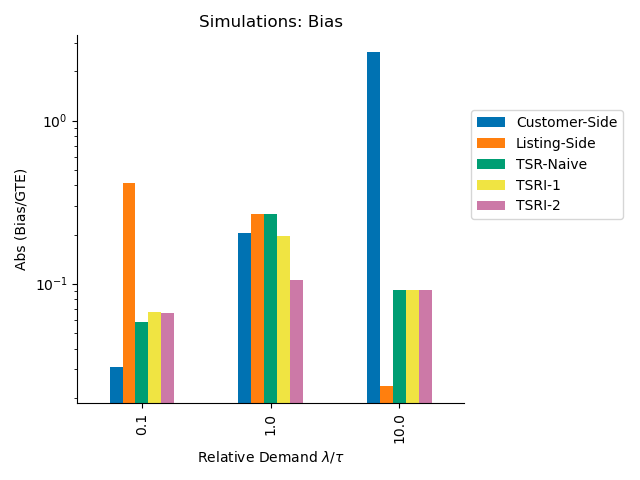 Simulations: Bias
Abs (Bias/GTE)
10⁰
10⁻¹
0.1
1.0
10.0
Relative Demand λ/τ
Customer-Side
Listing-Side
TSR-Naive
TSRI-1
TSRI-2